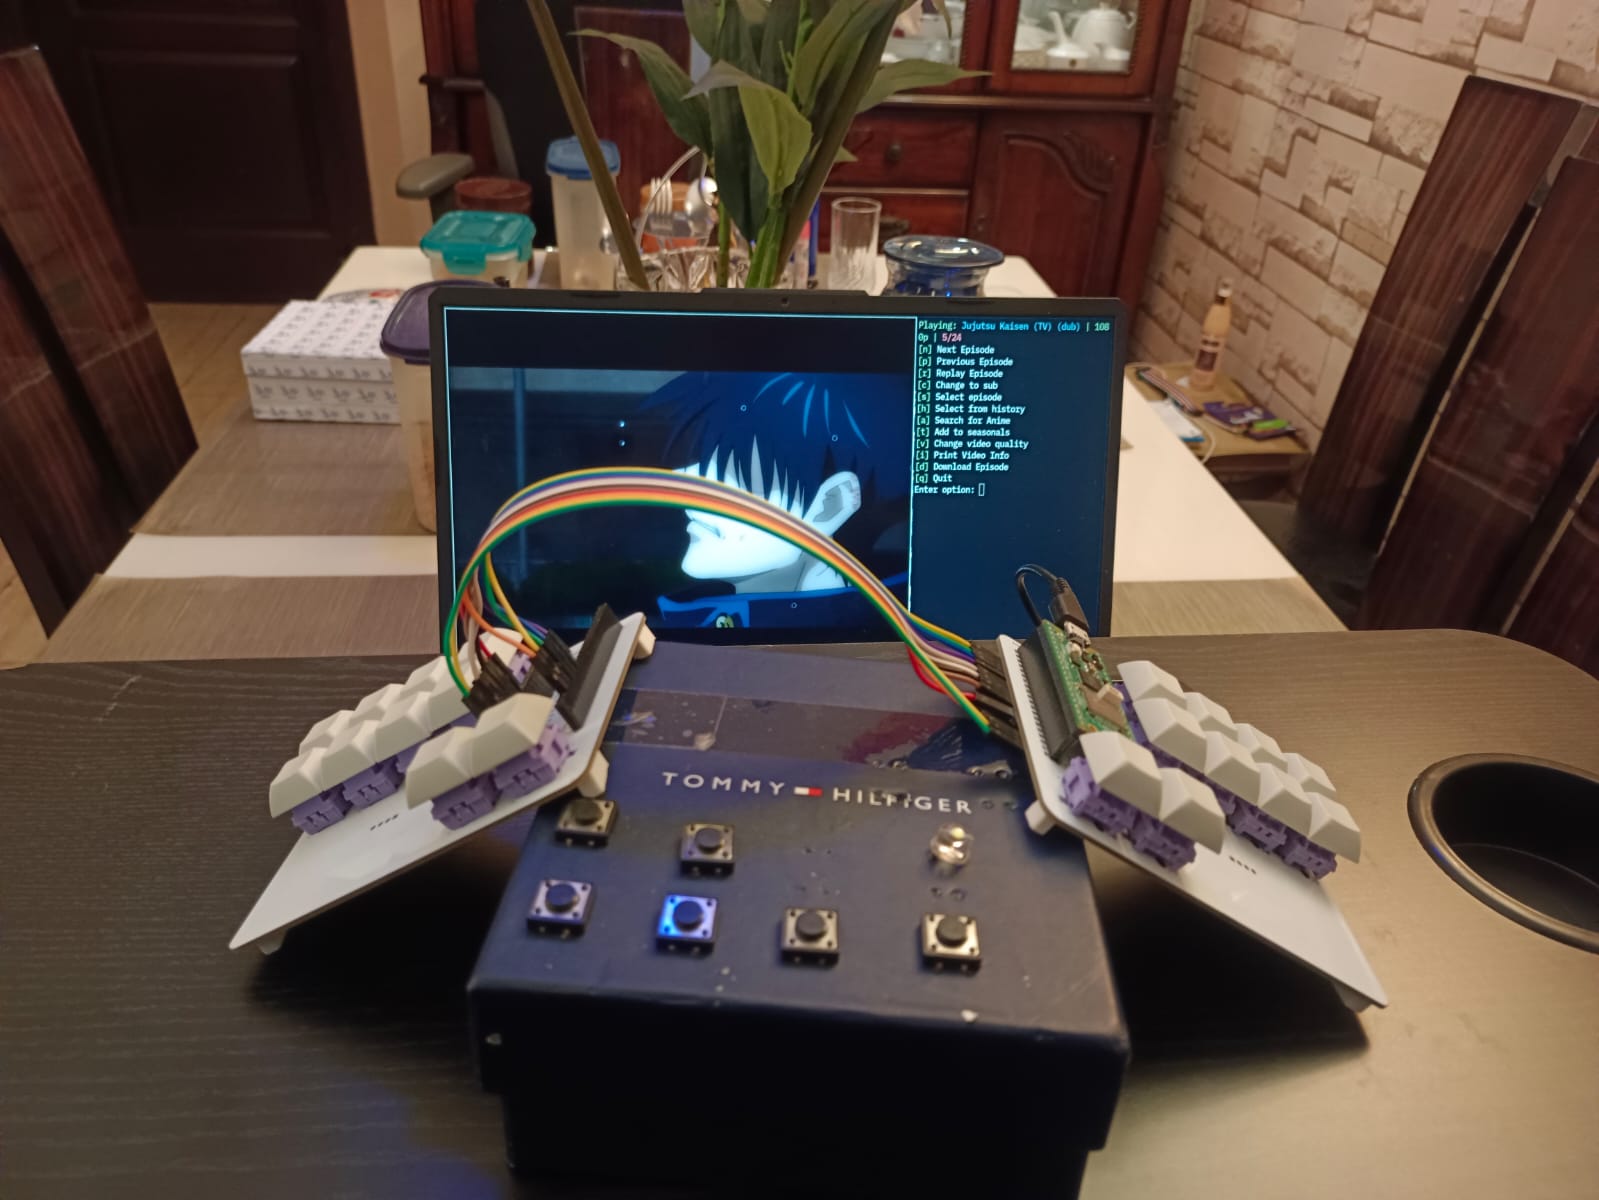 Playing: Jujutsu Kaisen (TV) (dub) | 108
0p | 5/24
[n] Next Episode
[p] Previous Episode
[r] Replay Episode
[c] Change to sub
[s] Select episode
[h] Select from history
[a] Search for Anime
[t] Add to seasonals
[v] Change video quality
[i] Print Video Info
[d] Download Episode
[q] Quit
Enter option:
TOMMY HILFIGER